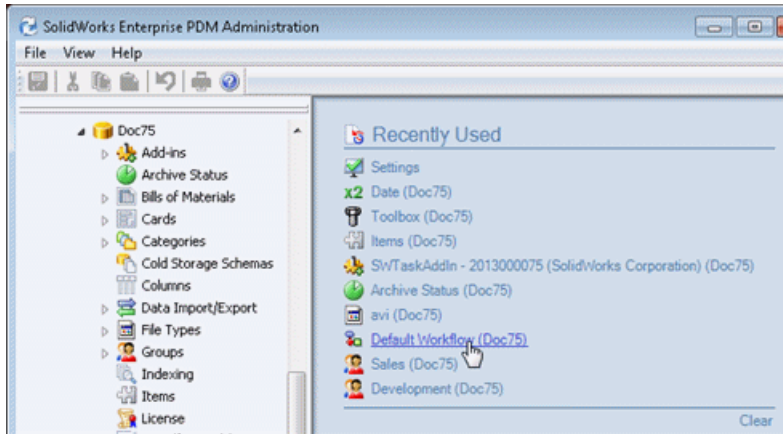 SolidWorks Enterprise PDM Administration
File View Help
Doc75
Add-ins
Archive Status
Bills of Materials
Cards
Categories
Cold Storage Schemas
Columns
Data Import/Export
File Types
Groups
Indexing
Items
License
Recently Used
Settings
Date (Doc75)
Toolbox (Doc75)
Items (Doc75)
SWTaskAddIn - 2013000075 (SolidWorks Corporation) (Doc75)
Archive Status (Doc75)
avi (Doc75)
Default Workflow (Doc75)
Sales (Doc75)
Development (Doc75)
Clear